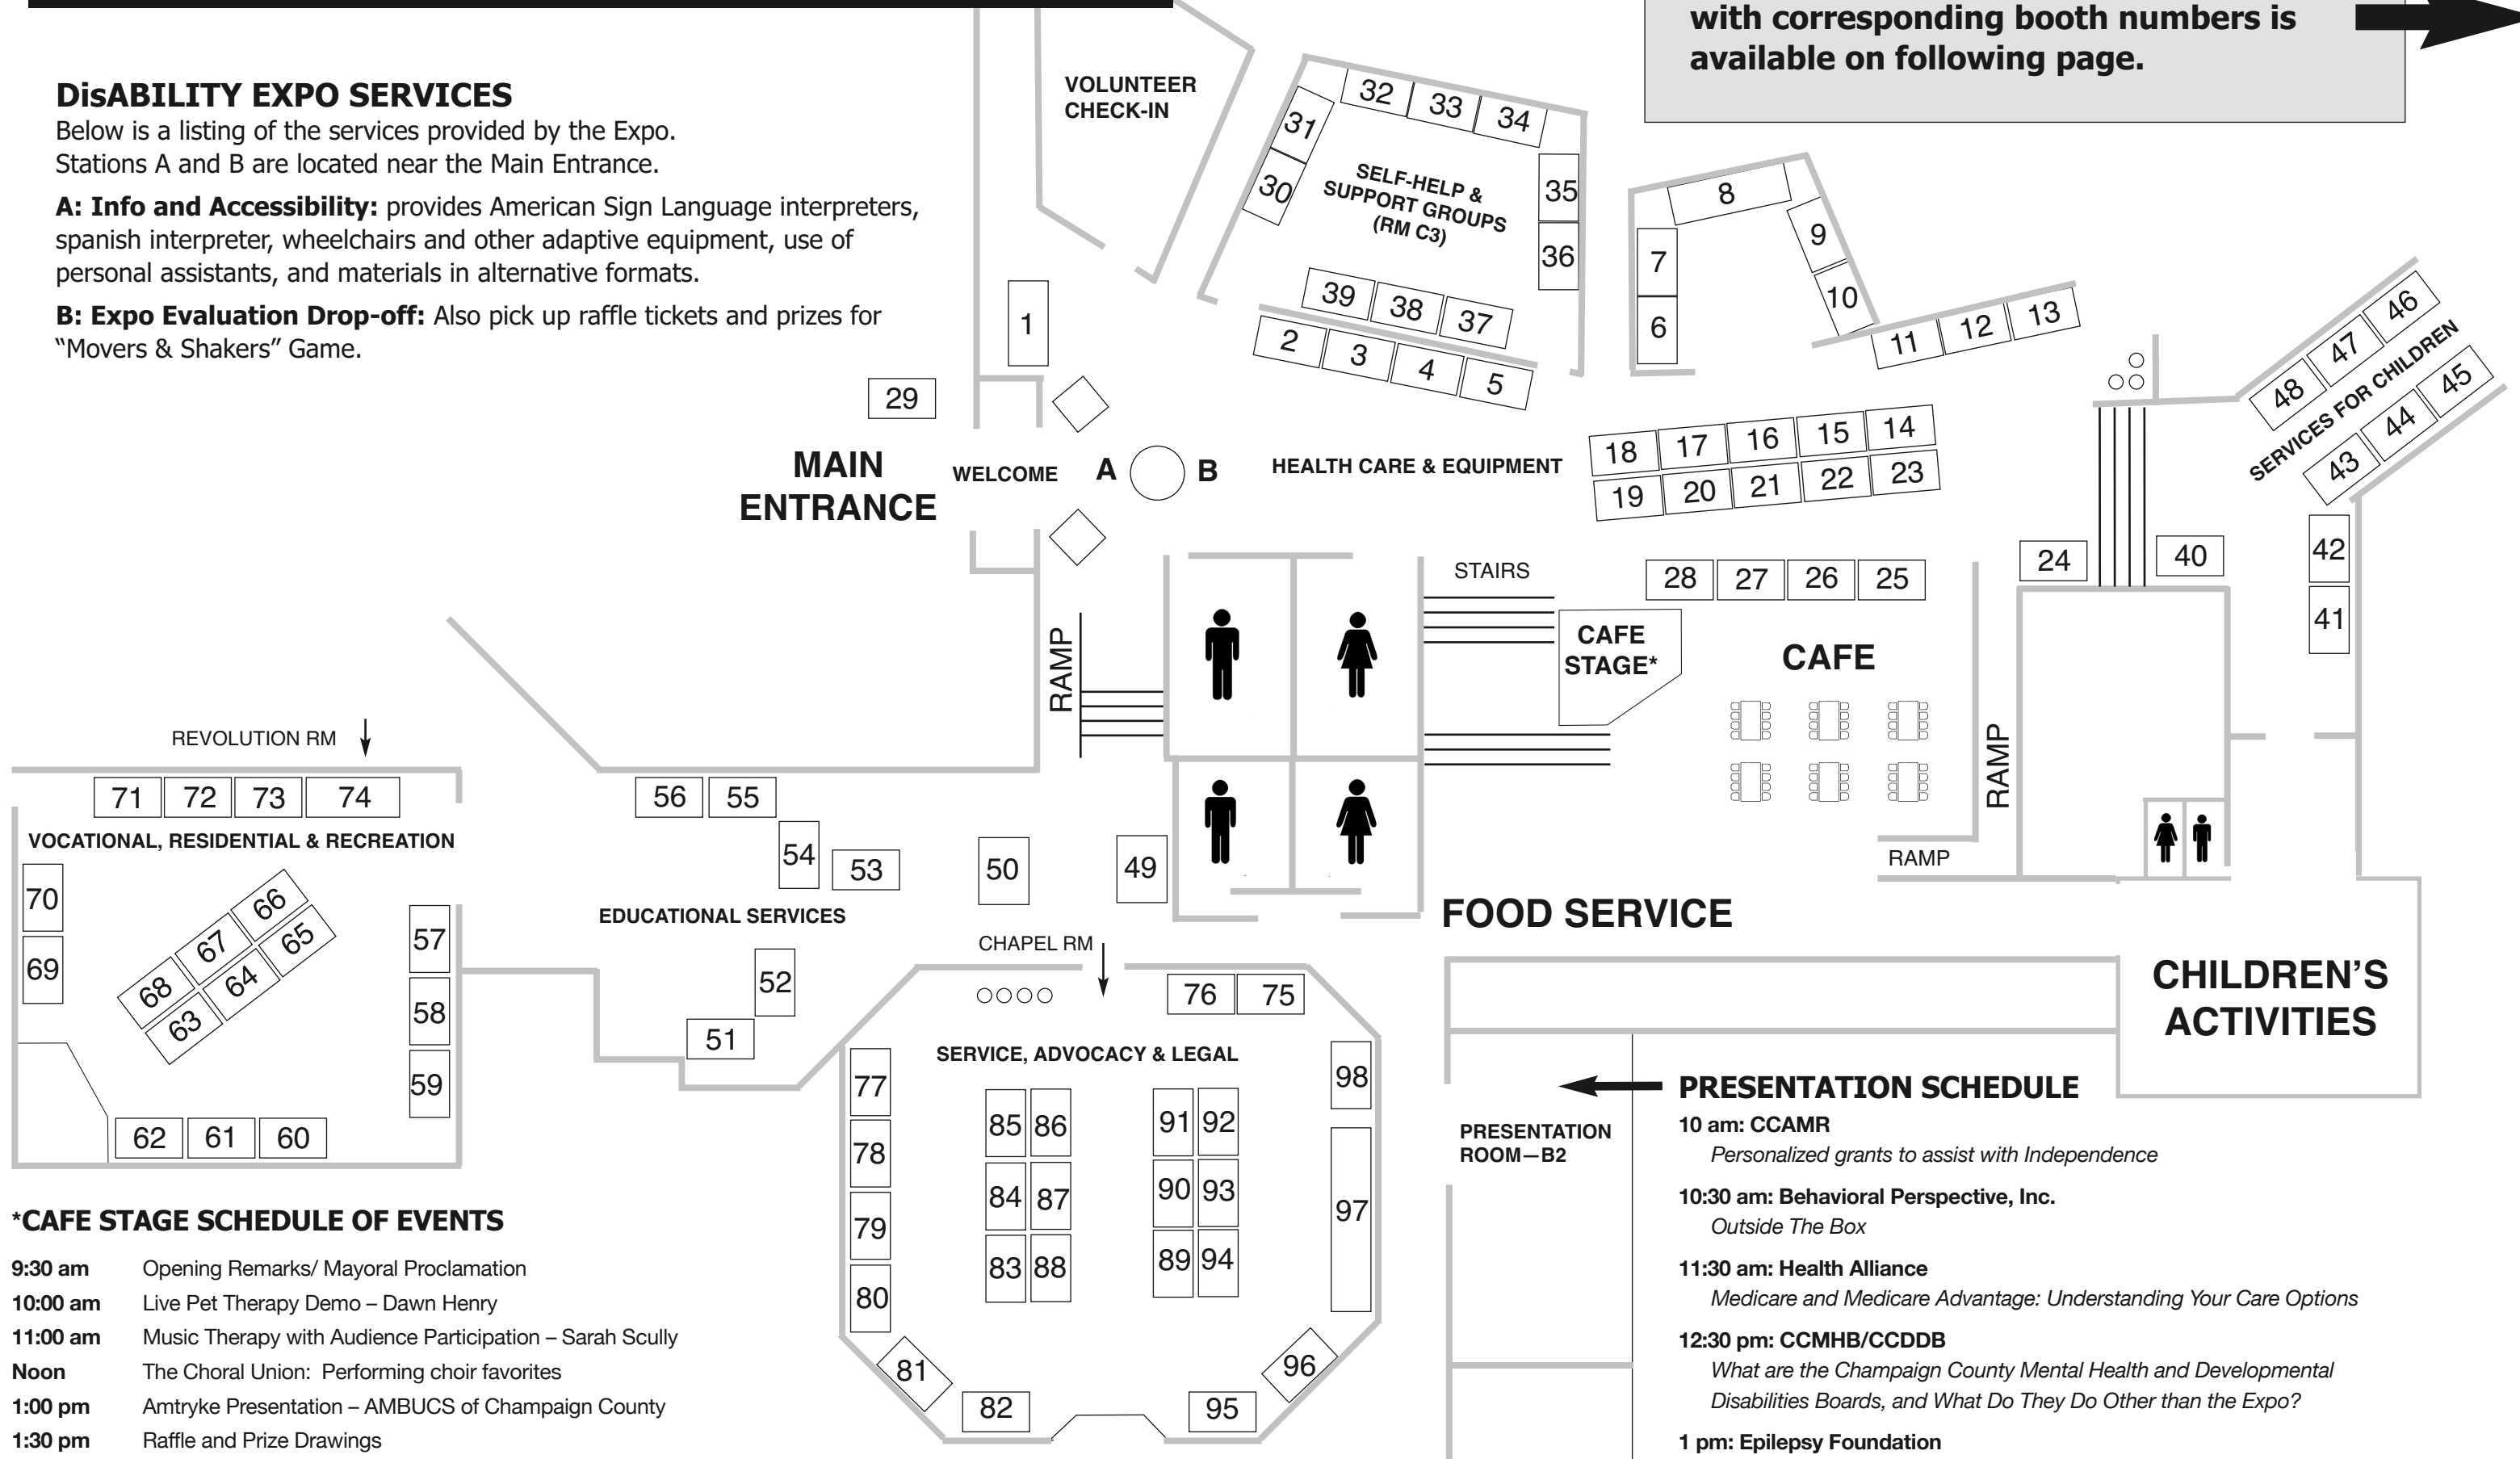 with corresponding booth numbers is
available on following page.
DisABILITY EXPO SERVICES
Below is a listing of the services provided by the Expo.
Stations A and B are located near the Main Entrance.
A: Info and Accessibility: provides American Sign Language interpreters,
spanish interpreter, wheelchairs and other adaptive equipment, use of
personal assistants, and materials in alternative formats.
B: Expo Evaluation Drop-off: Also pick up raffle tickets and prizes for
“Movers & Shakers” Game.
VOLUNTEER
CHECK-IN
32
33
34
31
30
SELF-HELP &
SUPPORT GROUPS
(RM C3)
35
36
39
38
37
2
3
4
5
1
29
8
7
6
9
10
11
12
13
46
47
48
SERVICES FOR CHILDREN
45
44
43
MAIN
ENTRANCE
WELCOME
A
B
HEALTH CARE & EQUIPMENT
18
17
16
15
14
19
20
21
22
23
24
40
42
41
STAIRS
28
27
26
25
CAFE
STAGE*
CAFE
RAMP
RAMP
RAMP
REVOLUTION RM
71
72
73
74
VOCATIONAL, RESIDENTIAL & RECREATION
70
69
66
67
68
65
64
63
57
58
59
62
61
60
56
55
54
53
50
49
EDUCATIONAL SERVICES
52
51
FOOD SERVICE
CHAPEL RM
76
75
SERVICE, ADVOCACY & LEGAL
77
78
79
80
81
82
85
86
84
87
83
88
91
92
90
93
89
94
98
97
96
95
CHILDREN’S
ACTIVITIES
PRESENTATION
ROOM—B2
*CAFE STAGE SCHEDULE OF EVENTS
9:30 am Opening Remarks/ Mayoral Proclamation
10:00 am Live Pet Therapy Demo – Dawn Henry
11:00 am Music Therapy with Audience Participation – Sarah Scully
Noon The Choral Union: Performing choir favorites
1:00 pm Amtryke Presentation – AMBUCS of Champaign County
1:30 pm Raffle and Prize Drawings
PRESENTATION SCHEDULE
10 am: CCAMR
Personalized grants to assist with Independence
10:30 am: Behavioral Perspective, Inc.
Outside The Box
11:30 am: Health Alliance
Medicare and Medicare Advantage: Understanding Your Care Options
12:30 pm: CCMHB/CCDDB
What are the Champaign County Mental Health and Developmental
Disabilities Boards, and What Do They Do Other than the Expo?
1 pm: Epilepsy Foundation